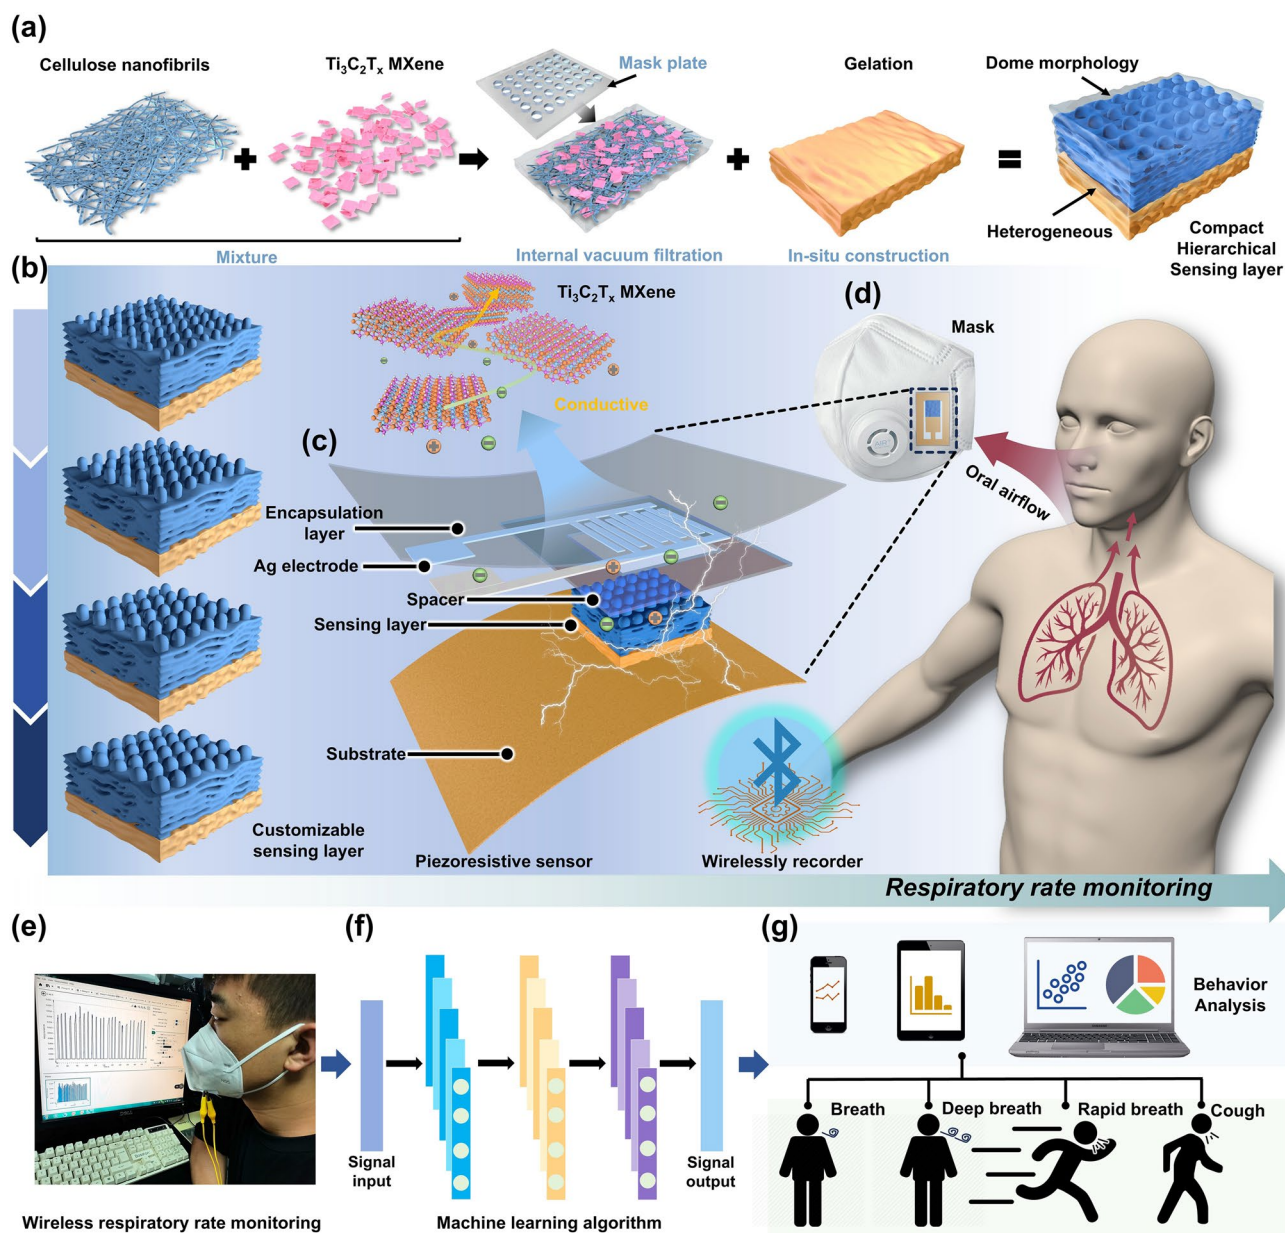 (a)
Cellulose nanofibrils
Ti₃C₂Tₓ MXene
Mask plate
Gelation
Dome morphology
Heterogeneous
Compact
Hierarchical
Sensing layer
Mixture
Internal vacuum filtration
In-situ construction
(b)
Ti₃C₂Tₓ MXene
Conductive
(c)
Encapsulation
layer
Ag electrode
Spacer
Sensing layer
Substrate
Customizable
sensing layer
Piezoresistive sensor
(d)
Mask
Oral airflow
Wirelessly recorder
Respiratory rate monitoring
(e)
Wireless respiratory rate monitoring
(f)
Signal
input
Signal
output
Machine learning algorithm
(g)
Behavior
Analysis
Breath
Deep breath
Rapid breath
Cough